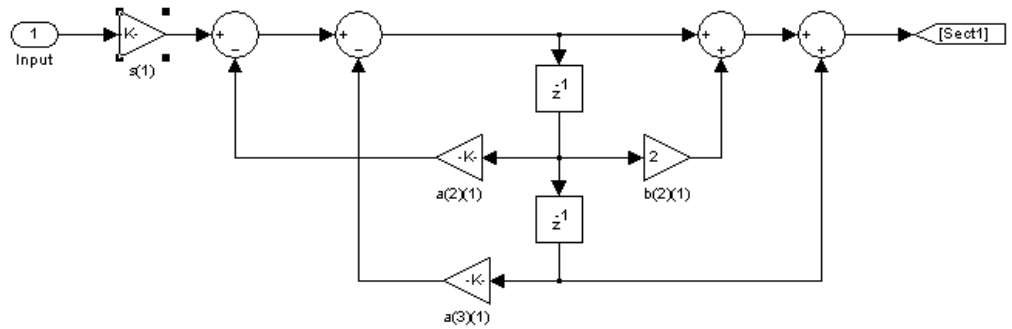 1
Input
K-
s(1)
+
−
+
−
+
+
+
+
[Sect1]
z-1
-K-
a(2)(1)
2
b(2)(1)
z-1
-K-
a(3)(1)